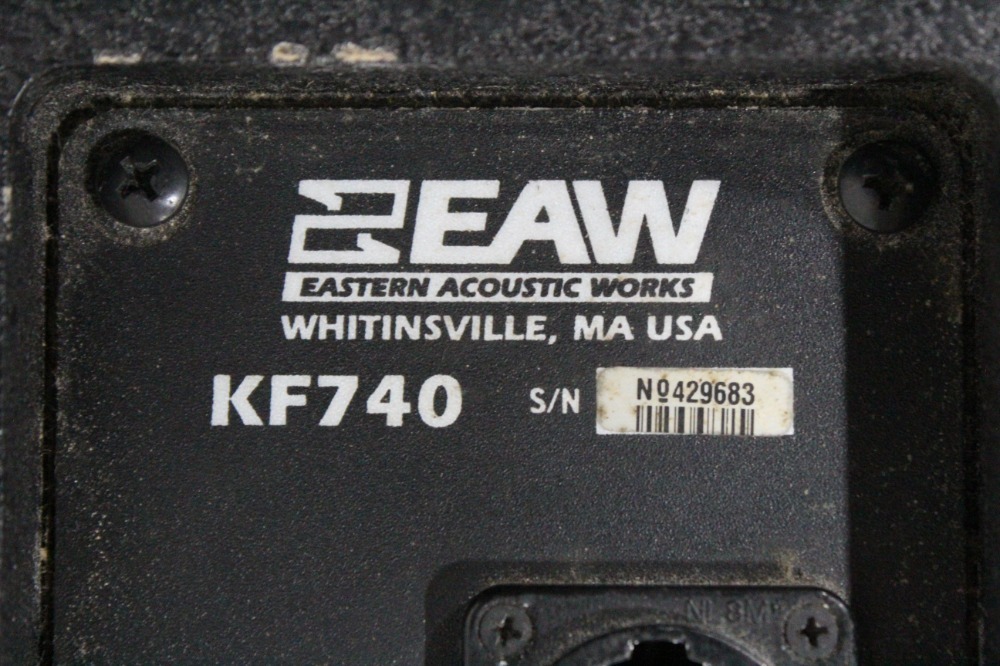 EAW
EASTERN ACOUSTIC WORKS
WHITINSVILLE, MA USA
KF740 S/N Nº429683